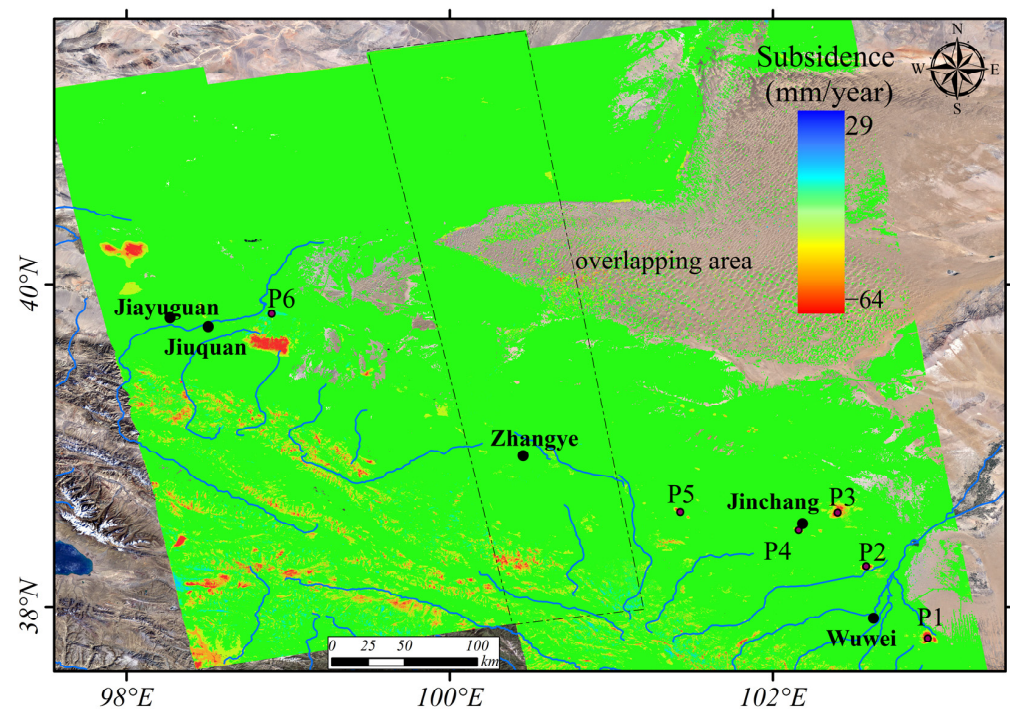 Subsidence
(mm/year)
29
−64
N
W
E
S
overlapping area
40°N
38°N
Jiayuguan
P6
Jiuquan
Zhangye
P5
Jinchang
P3
P4
P2
P1
Wuwei
0 25 50 100
km
98°E
100°E
102°E